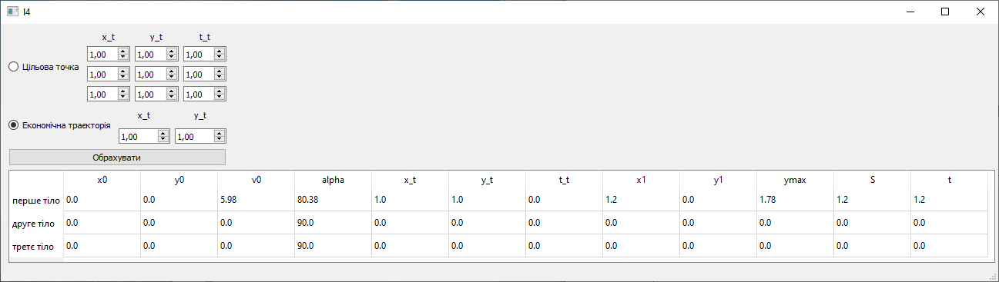 I4
x_t y_t t_t
1,00 1,00 1,00
Цільова точка
1,00 1,00 1,00
1,00 1,00 1,00
x_t y_t
Економічна траєкторія
1,00 1,00
Обрахувати
x0 y0 v0 alpha x_t y_t t_t x1 y1 ymax S t
перше тіло 0.0 0.0 5.98 80.38 1.0 1.0 0.0 1.2 0.0 1.78 1.2 1.2
друге тіло 0.0 0.0 0.0 90.0 0.0 0.0 0.0 0.0 0.0 0.0 0.0 0.0
третє тіло 0.0 0.0 0.0 90.0 0.0 0.0 0.0 0.0 0.0 0.0 0.0 0.0